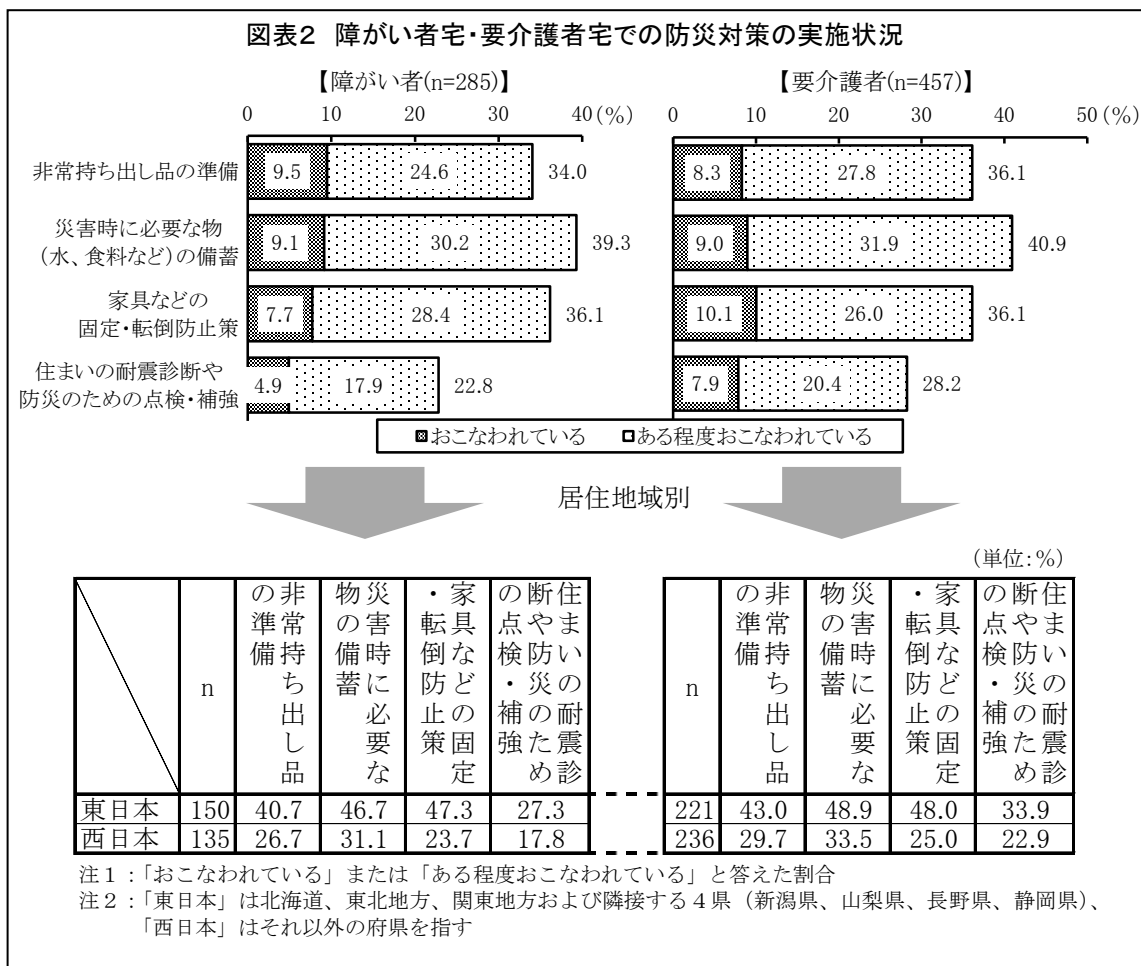 図表2 障がい者宅・要介護者宅での防災対策の実施状況
【障がい者(n=285)】
0 10 20 30 40(%)
非常持ち出し品の準備 9.5 24.6 34.0
災害時に必要な物
(水、食料など)の備蓄 9.1 30.2 39.3
家具などの
固定・転倒防止策 7.7 28.4 36.1
住まいの耐震診断や
防災のための点検・補強 4.9 17.9 22.8
【要介護者(n=457)】
0 10 20 30 40 50(%)
8.3 27.8 36.1
9.0 31.9 40.9
10.1 26.0 36.1
7.9 20.4 28.2
おこなわれている ある程度おこなわれている
居住地域別
(単位:%)
n
非常持ち出し品
の準備
災害時に必要な
物の備蓄
家具などの固定
・転倒防止策
住まいの耐震診
断や防災のため
の点検・補強
n
非常持ち出し品
の準備
災害時に必要な
物の備蓄
家具などの固定
・転倒防止策
住まいの耐震診
断や防災のため
の点検・補強
東日本 150 40.7 46.7 47.3 27.3 221 43.0 48.9 48.0 33.9
西日本 135 26.7 31.1 23.7 17.8 236 29.7 33.5 25.0 22.9
注1:「おこなわれている」または「ある程度おこなわれている」と答えた割合
注2:「東日本」は北海道、東北地方、関東地方および隣接する4県(新潟県、山梨県、長野県、静岡県)、
「西日本」はそれ以外の府県を指す